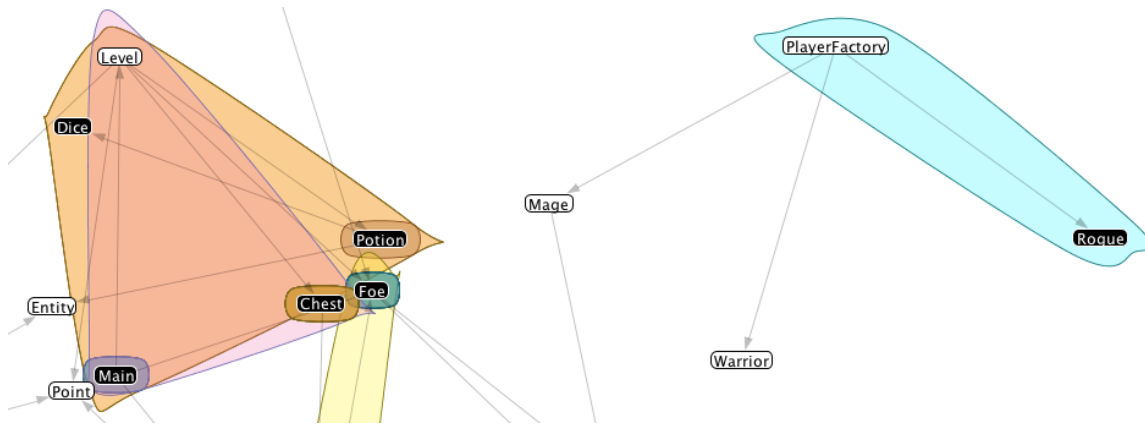 Level
PlayerFactory
Dice
Mage
Potion
Rogue
Foe
Chest
Entity
Warrior
Main
Point